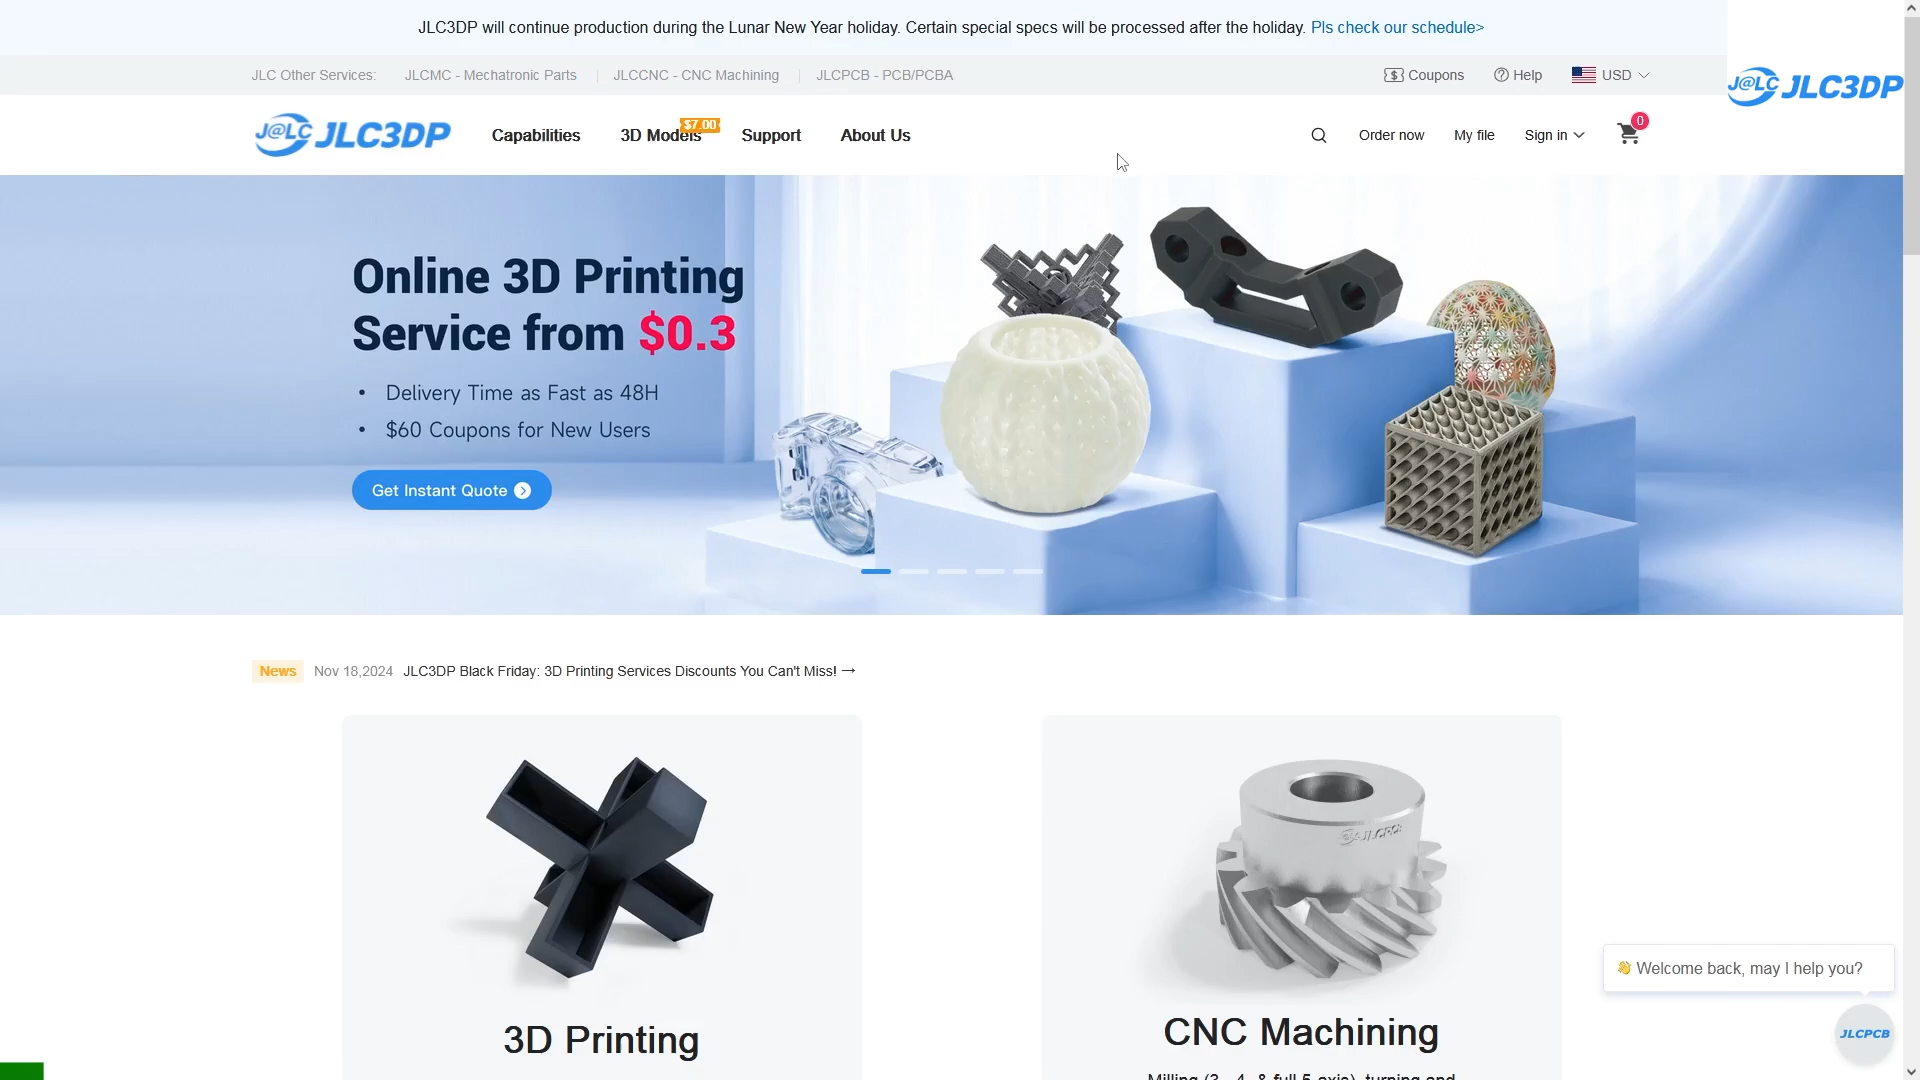 JLC3DP will continue production during the Lunar New Year holiday. Certain special specs will be processed after the holiday. Pls check our schedule>
JLC Other Services: JLCMC - Mechatronic Parts JLCCNC - CNC Machining JLCPCB - PCB/PCBA Coupons Help USD
J@LC JLC3DP
J@LC JLC3DP Capabilities 3D Models $7.00 Support About Us Order now My file Sign in 0
Online 3D Printing
Service from $0.3
• Delivery Time as Fast as 48H
• $60 Coupons for New Users
Get Instant Quote
News Nov 18,2024 JLC3DP Black Friday: 3D Printing Services Discounts You Can't Miss! →
JLCPCB
👋 Welcome back, may I help you?
JLCPCB
3D Printing
CNC Machining
Milling (3-, 4- & full 5-axis), turning and